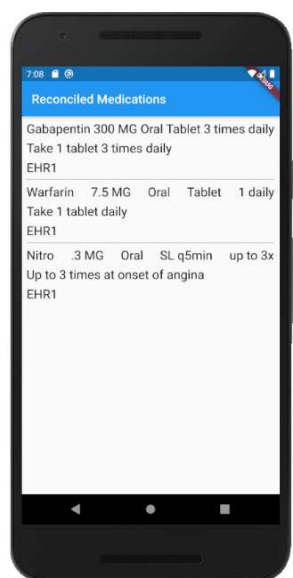 7:08
DEBUG
Reconciled Medications
Gabapentin 300 MG Oral Tablet 3 times daily
Take 1 tablet 3 times daily
EHR1
Warfarin 7.5 MG Oral Tablet 1 daily
Take 1 tablet daily
EHR1
Nitro .3 MG Oral SL q5min up to 3x
Up to 3 times at onset of angina
EHR1